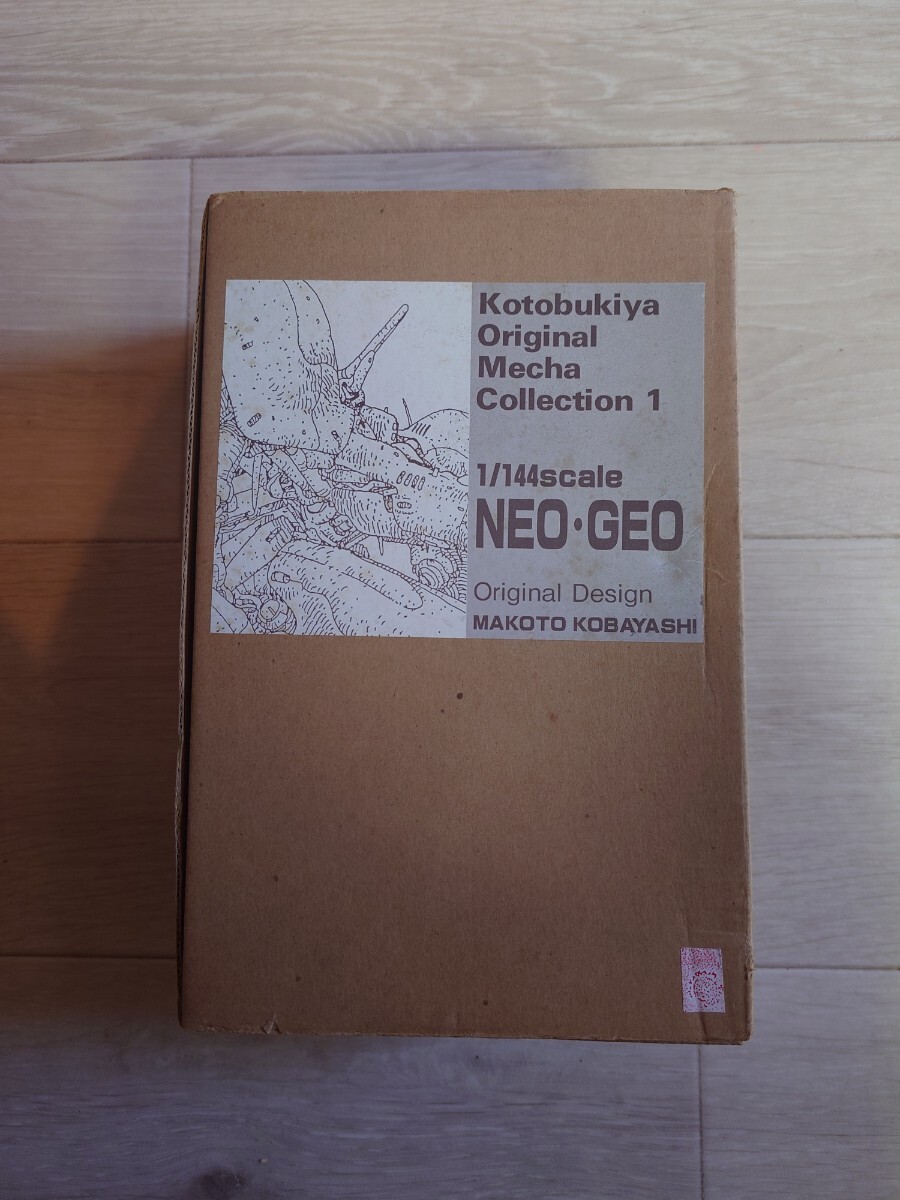 Kotobukiya
Original
Mecha
Collection 1
1/144scale
NEO·GEO
Original Design
MAKOTO KOBAYASHI